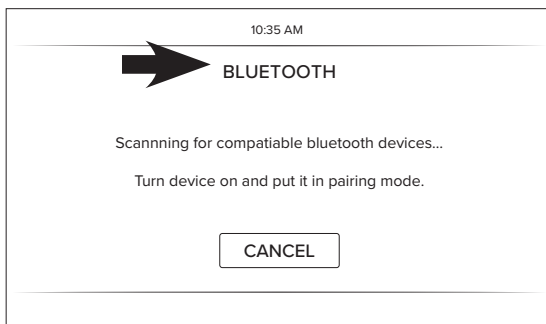 10:35 AM
BLUETOOTH
Scannning for compatiable bluetooth devices...
Turn device on and put it in pairing mode.
CANCEL